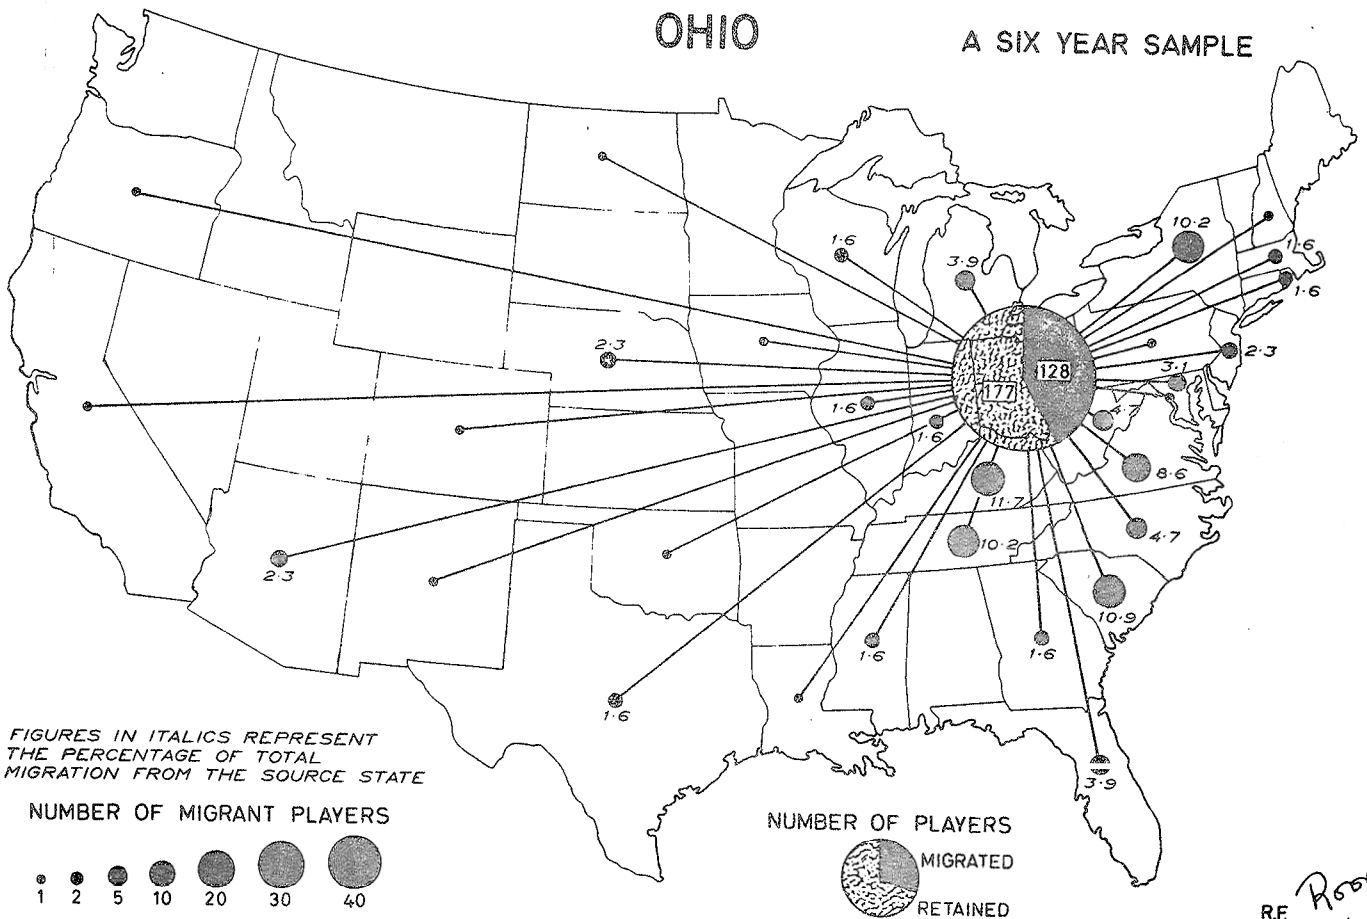 OHIO
A SIX YEAR SAMPLE
10·2
1·6
1·6
3·9
1·6
2·3
2·3
3·1
128
177
1·6
4·7
1·6
8·6
11·7
4·7
10·2
2·3
10·9
1·6
1·6
1·6
3·9
FIGURES IN ITALICS REPRESENT
THE PERCENTAGE OF TOTAL
MIGRATION FROM THE SOURCE STATE
NUMBER OF MIGRANT PLAYERS
1 2 5 10 20 30 40
NUMBER OF PLAYERS
MIGRATED
RETAINED
R.F.